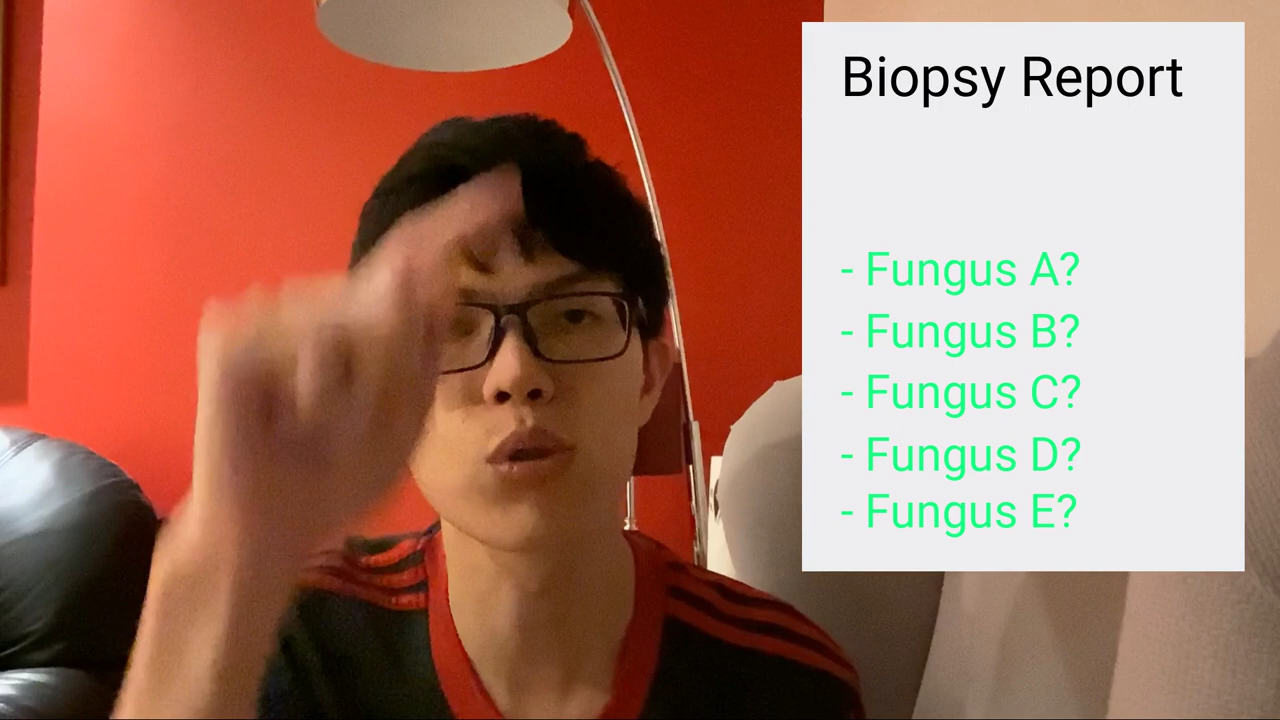 Biopsy Report
- Fungus A?
- Fungus B?
- Fungus C?
- Fungus D?
- Fungus E?